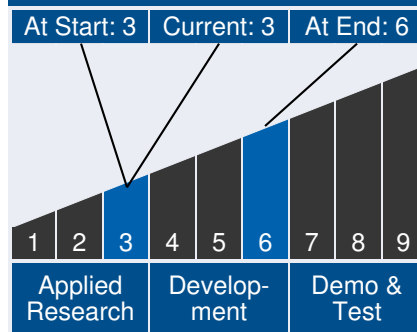 At Start: 3 Current: 3 At End: 6
1 2 3 4 5 6 7 8 9
Applied Develop- Demo &
Research ment Test